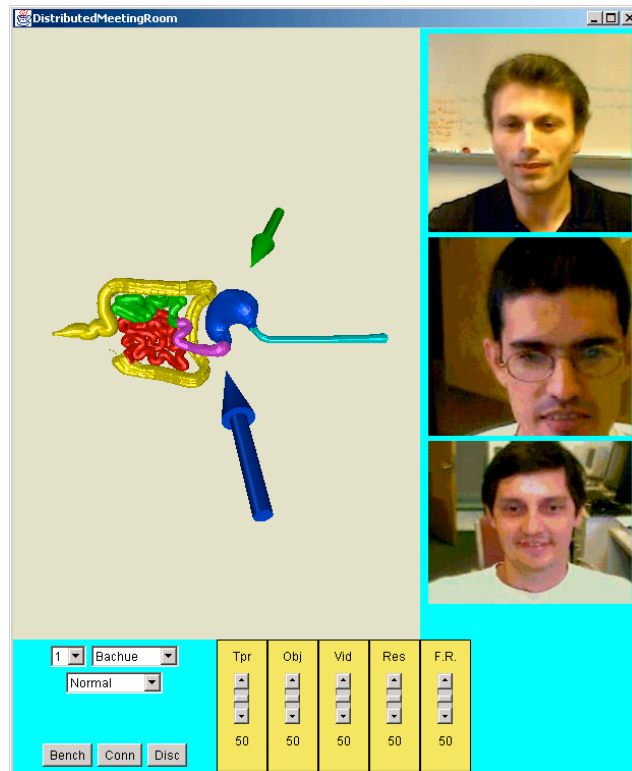 DistributedMeetingRoom
1 Bachue
Normal
Bench Conn Disc
Tpr Obj Vid Res F.R.
50 50 50 50 50